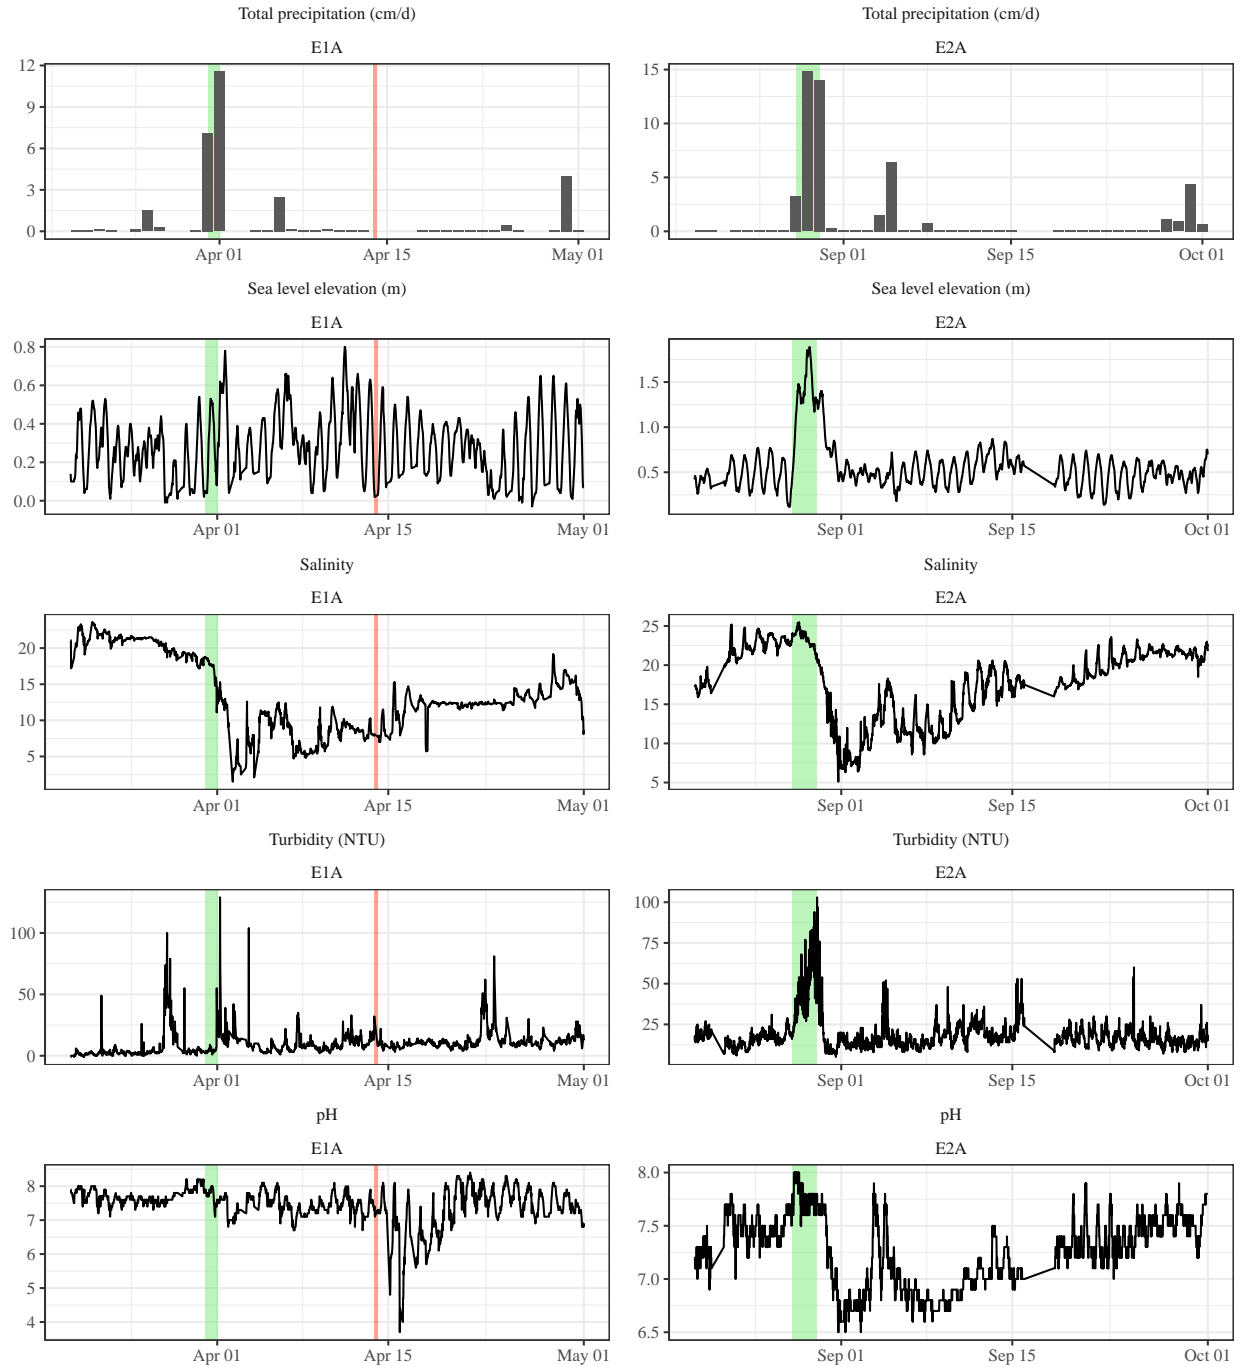 Total precipitation (cm/d)
E1A
12
9
6
3
0
Apr 01 Apr 15 May 01
Total precipitation (cm/d)
E2A
15
10
5
0
Sep 01 Sep 15 Oct 01
Sea level elevation (m)
E1A
0.8
0.6
0.4
0.2
0.0
Apr 01 Apr 15 May 01
Sea level elevation (m)
E2A
1.5
1.0
0.5
Sep 01 Sep 15 Oct 01
Salinity
E1A
20
15
10
5
Apr 01 Apr 15 May 01
Salinity
E2A
25
20
15
10
5
Sep 01 Sep 15 Oct 01
Turbidity (NTU)
E1A
100
50
0
Apr 01 Apr 15 May 01
Turbidity (NTU)
E2A
100
75
50
25
Sep 01 Sep 15 Oct 01
pH
E1A
8
7
6
5
4
Apr 01 Apr 15 May 01
pH
E2A
8.0
7.5
7.0
6.5
Sep 01 Sep 15 Oct 01